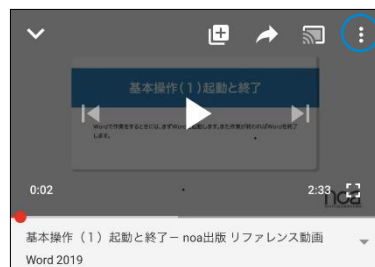 基本操作(1)起動と終了
Wordで作業をするときには、まずWordを起動します。また作業が終わればWordを終了
します。
0:02
2:33
noa
基本操作（1）起動と終了－ noa出版 リファレンス動画
Word 2019